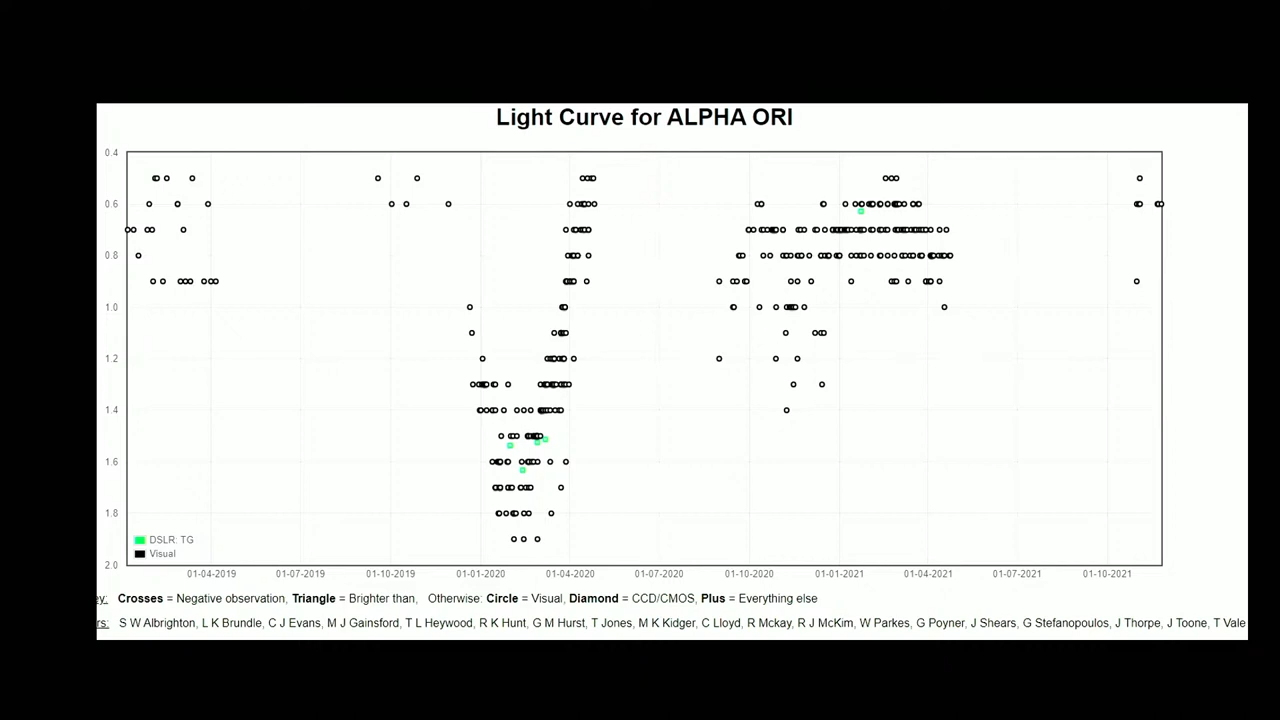 Light Curve for ALPHA ORI
0.4
0.6
0.8
1.0
1.2
1.4
1.6
1.8
2.0
DSLR: TG
Visual
01-04-2019 01-07-2019 01-10-2019 01-01-2020 01-04-2020 01-07-2020 01-10-2020 01-01-2021 01-04-2021 01-07-2021 01-10-2021
ey: Crosses = Negative observation, Triangle = Brighter than, Otherwise: Circle = Visual, Diamond = CCD/CMOS, Plus = Everything else
rs: S W Albrighton, L K Brundle, C J Evans, M J Gainsford, T L Heywood, R K Hunt, G M Hurst, T Jones, M K Kidger, C Lloyd, R Mckay, R J McKim, W Parkes, G Poyner, J Shears, G Stefanopoulos, J Thorpe, J Toone, T Vale